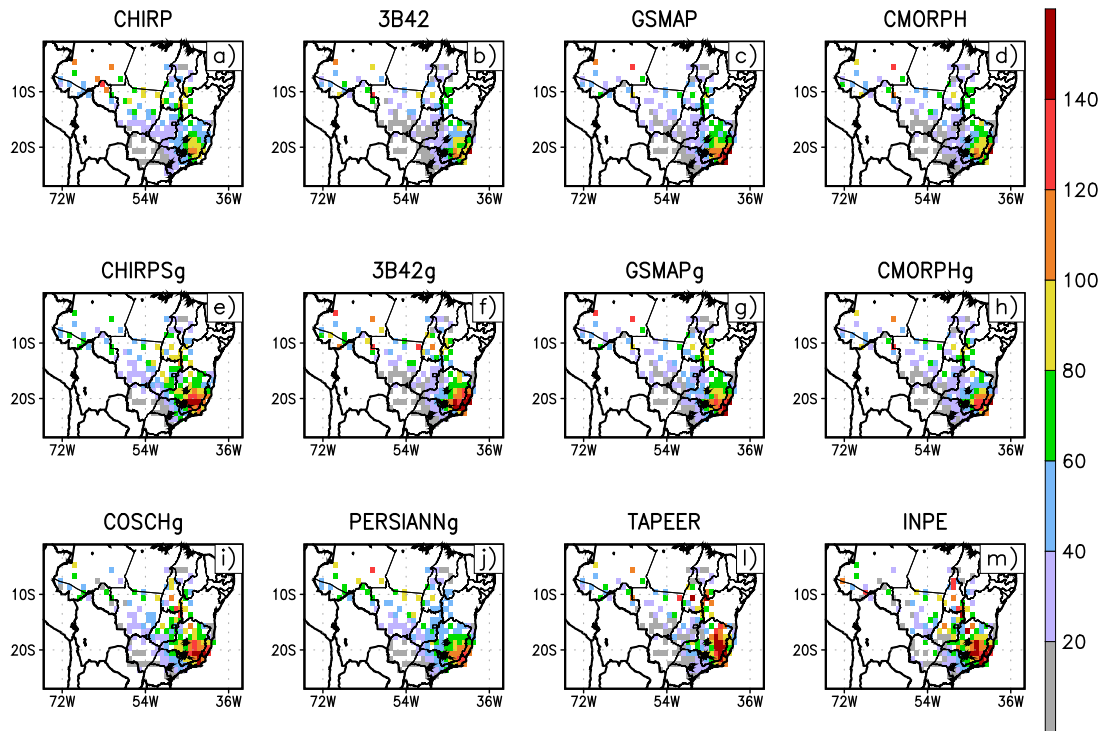 CHIRP 3B42 GSMAP CMORPH
a) b) c) d)
10S 10S 10S 10S
20S 20S 20S 20S
72W 54W 36W 72W 54W 36W 72W 54W 36W 72W 54W 36W
CHIRPSg 3B42g GSMAPg CMORPHg
e) f) g) h)
10S 10S 10S 10S
20S 20S 20S 20S
72W 54W 36W 72W 54W 36W 72W 54W 36W 72W 54W 36W
COSCHg PERSIANNg TAPEER INPE
i) j) l) m)
10S 10S 10S 10S
20S 20S 20S 20S
72W 54W 36W 72W 54W 36W 72W 54W 36W 72W 54W 36W
140
120
100
80
60
40
20